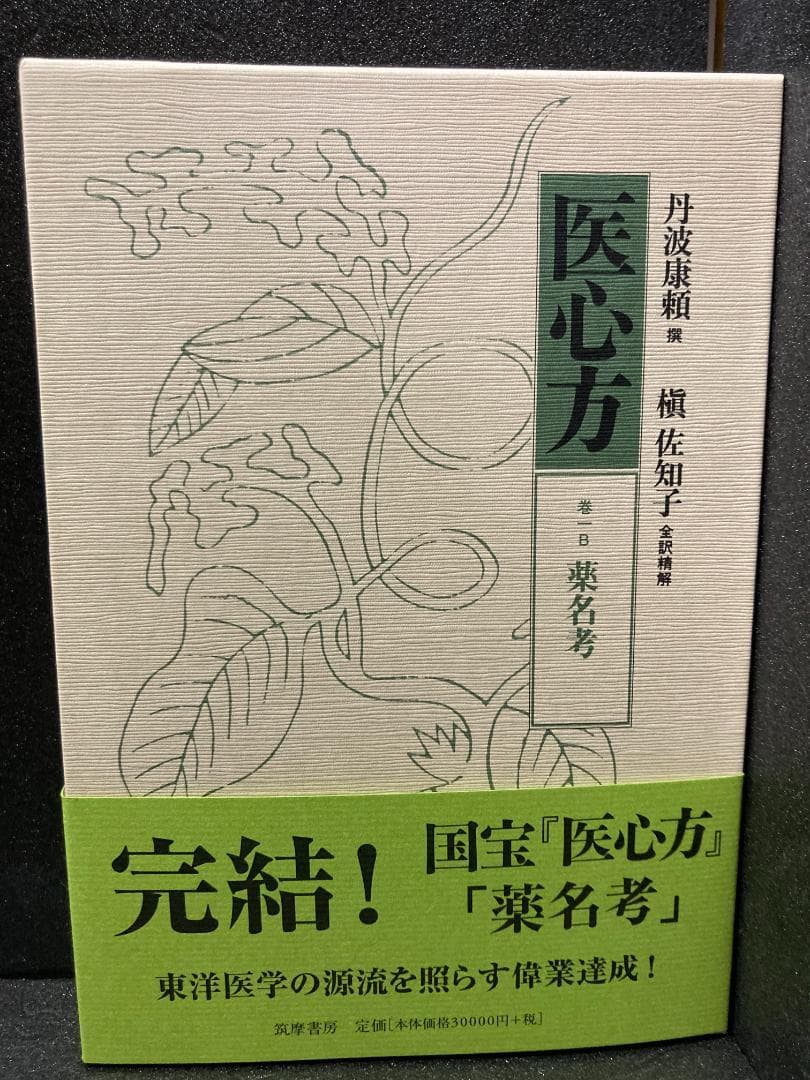 丹波康頼 撰
槇 佐知子 全訳精解
医心方
巻一B 薬名考
完結!
国宝『医心方』
「薬名考」
東洋医学の源流を照らす偉業達成!
筑摩書房 定価[本体価格30000円+税]